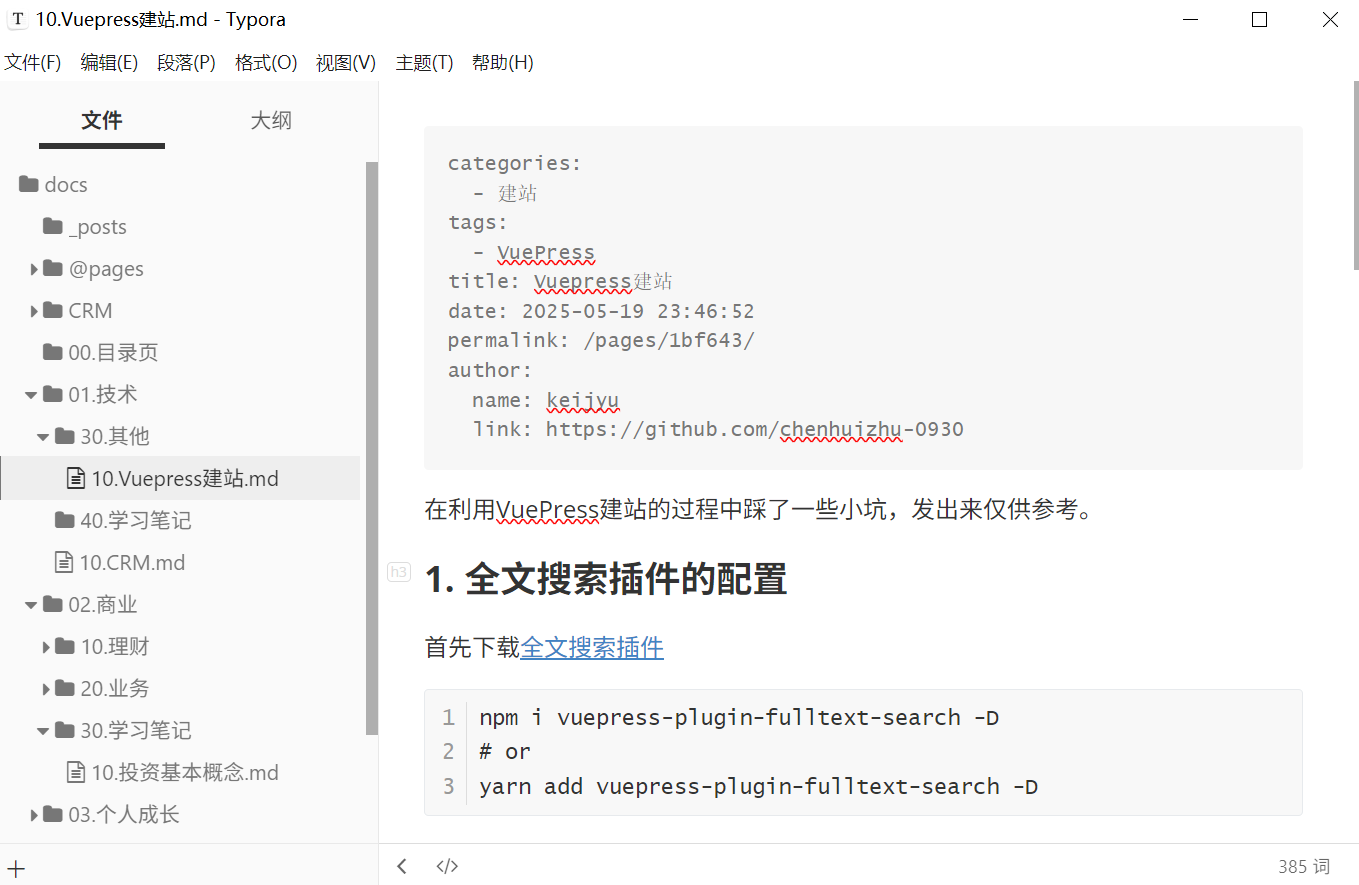 T 10.Vuepress建站.md - Typora
文件(F) 编辑(E) 段落(P) 格式(O) 视图(V) 主题(T) 帮助(H)
文件 大纲
docs
_posts
@pages
CRM
00.目录页
01.技术
30.其他
10.Vuepress建站.md
40.学习笔记
10.CRM.md
02.商业
10.理财
20.业务
30.学习笔记
10.投资基本概念.md
03.个人成长
categories:
- 建站
tags:
- VuePress
title: Vuepress建站
date: 2025-05-19 23:46:52
permalink: /pages/1bf643/
author:
name: keijyu
link: https://github.com/chenhuizhu-0930
在利用VuePress建站的过程中踩了一些小坑，发出来仅供参考。
h3 1. 全文搜索插件的配置
首先下载全文搜索插件
1 npm i vuepress-plugin-fulltext-search -D
2 # or
3 yarn add vuepress-plugin-fulltext-search -D
385 词